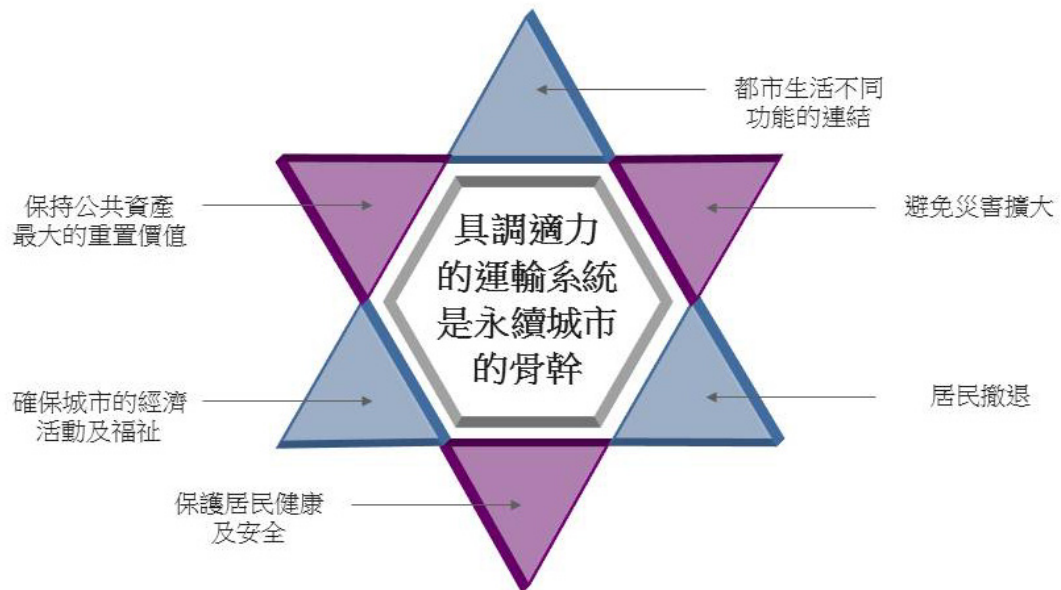 都市生活不同
功能的連結
保持公共資產
最大的重置價值
避免災害擴大
具調適力
的運輸系統
是永續城市
的骨幹
確保城市的經濟
活動及福祉
居民撤退
保護居民健康
及安全